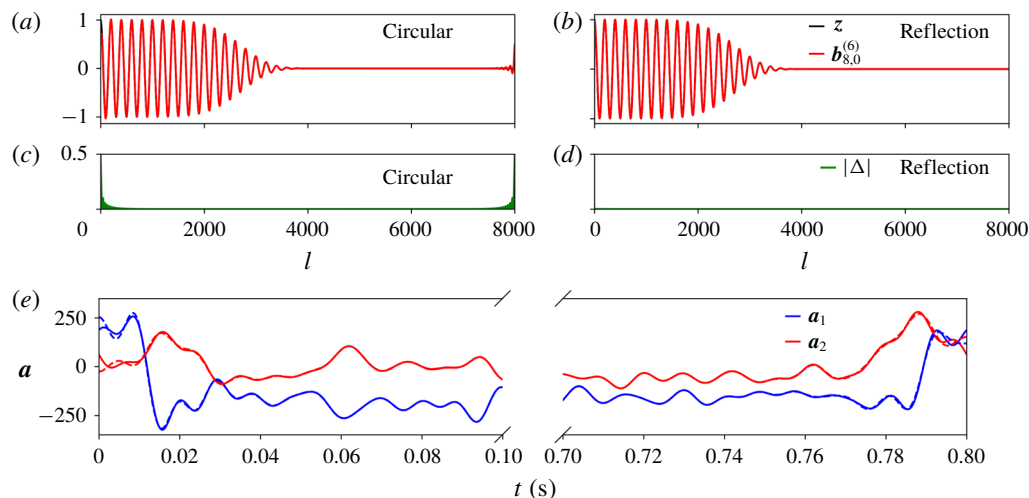 (a) Circular (b) z Reflection
1
0
−1
b^{(6)}_{8,0}
(c) 0.5 Circular (d) |Δ| Reflection
0 0 2000 4000 6000 8000 0 2000 4000 6000 8000
l l
(e)
250
0
−250
a
a_1
a_2
0 0.02 0.04 0.06 0.08 0.10 0.70 0.72 0.74 0.76 0.78 0.80
t (s)